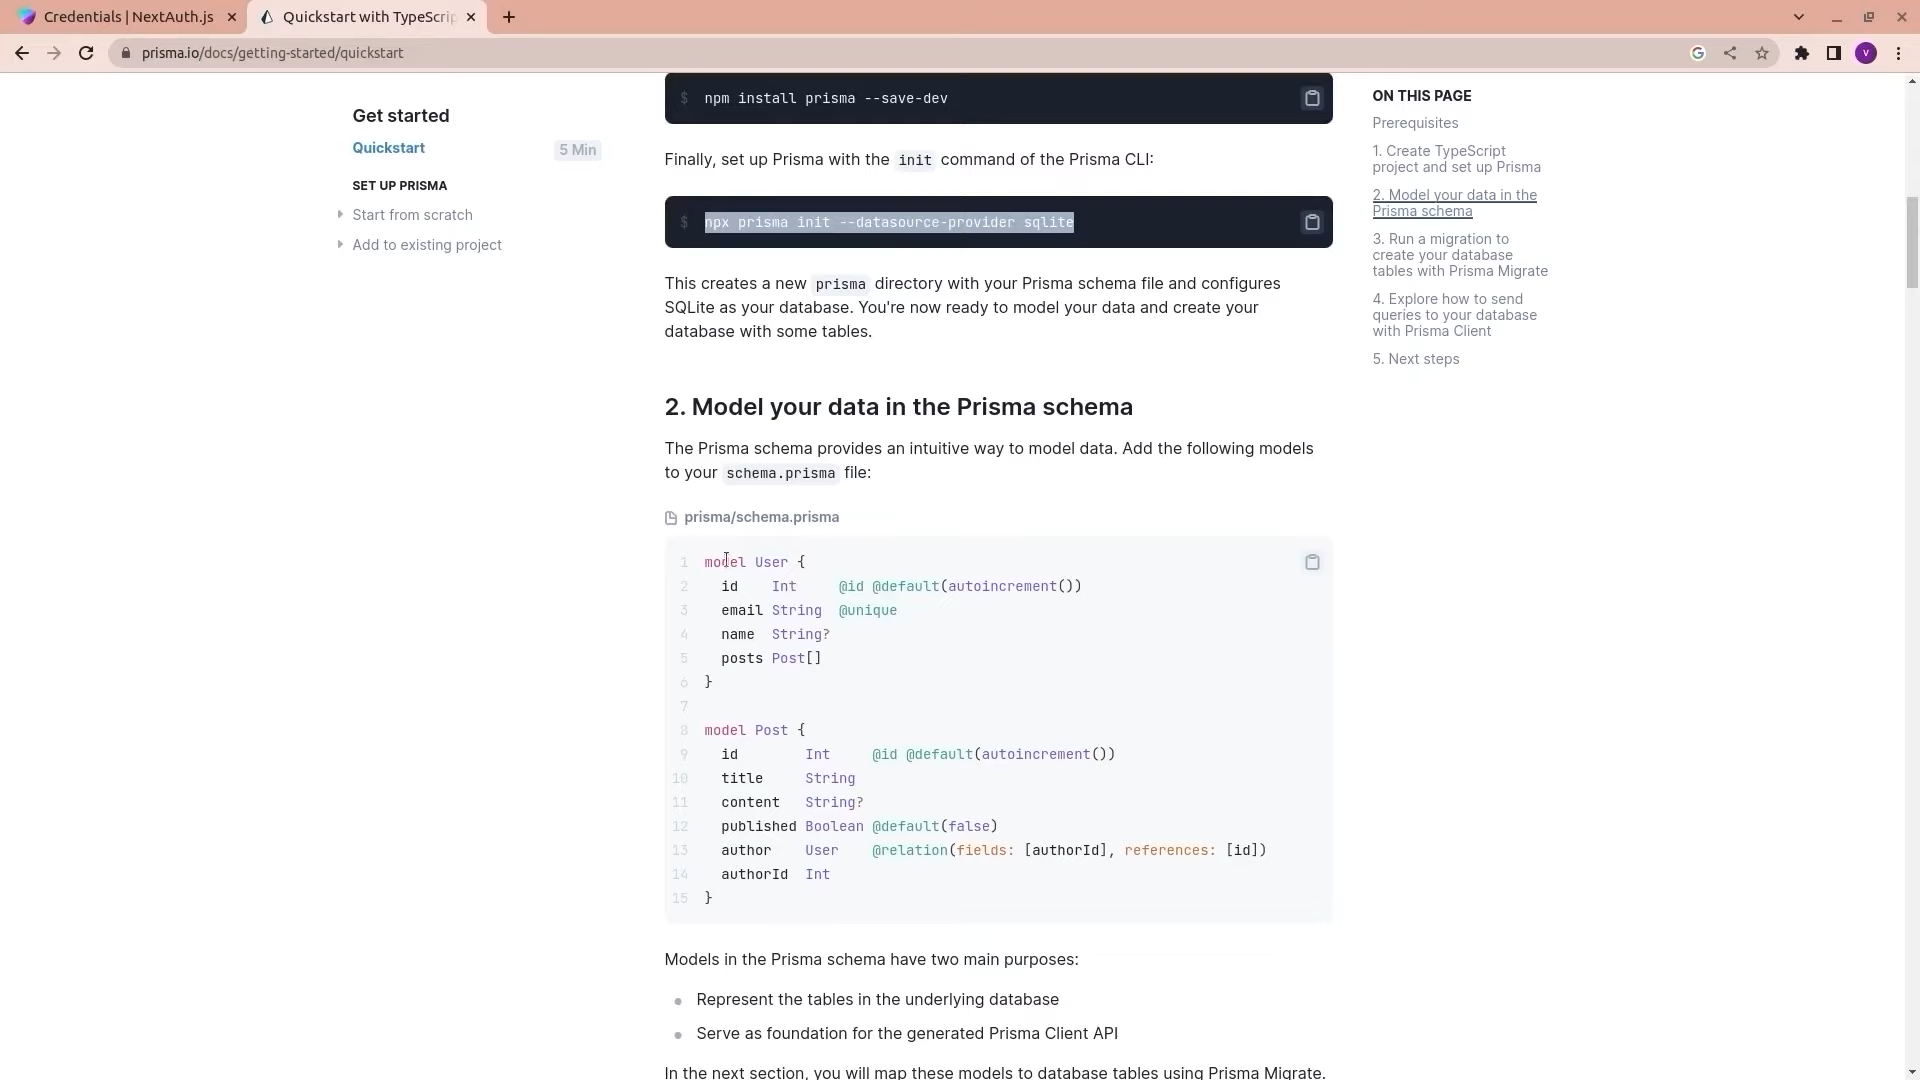 Credentials | NextAuth.js
Quickstart with TypeScrip
prisma.io/docs/getting-started/quickstart
V
Get started
Quickstart
5 Min
SET UP PRISMA
Start from scratch
Add to existing project
$ npm install prisma --save-dev
Finally, set up Prisma with the init command of the Prisma CLI:
$ npx prisma init --datasource-provider sqlite
This creates a new prisma directory with your Prisma schema file and configures
SQLite as your database. You're now ready to model your data and create your
database with some tables.
2. Model your data in the Prisma schema
The Prisma schema provides an intuitive way to model data. Add the following models
to your schema.prisma file:
prisma/schema.prisma
1 model User {
2   id    Int     @id @default(autoincrement())
3   email String  @unique
4   name  String?
5   posts Post[]
6 }
7
8 model Post {
9   id        Int     @id @default(autoincrement())
10   title     String
11   content   String?
12   published Boolean @default(false)
13   author    User    @relation(fields: [authorId], references: [id])
14   authorId  Int
15 }
Models in the Prisma schema have two main purposes:
Represent the tables in the underlying database
Serve as foundation for the generated Prisma Client API
In the next section, you will map these models to database tables using Prisma Migrate.
ON THIS PAGE
Prerequisites
1. Create TypeScript
project and set up Prisma
2. Model your data in the
Prisma schema
3. Run a migration to
create your database
tables with Prisma Migrate
4. Explore how to send
queries to your database
with Prisma Client
5. Next steps